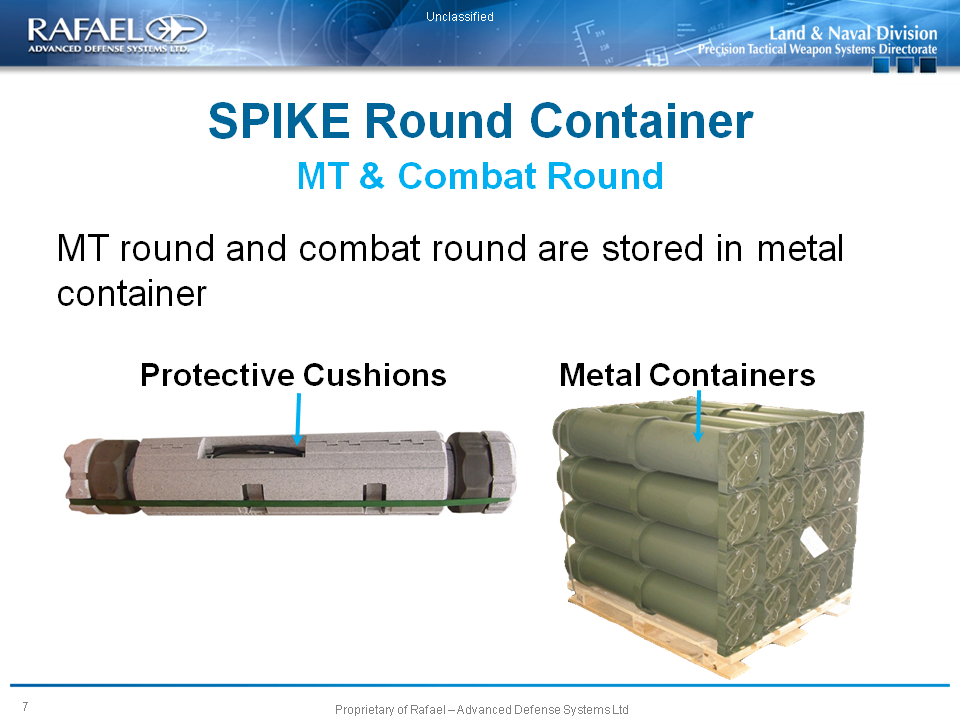 Unclassified
RAFAEL
ADVANCED DEFENSE SYSTEMS LTD.
Land & Naval Division
Precision Tactical Weapon Systems Directorate
SPIKE Round Container
MT & Combat Round
MT round and combat round are stored in metal
container
Protective Cushions
Metal Containers
7
Proprietary of Rafael – Advanced Defense Systems Ltd